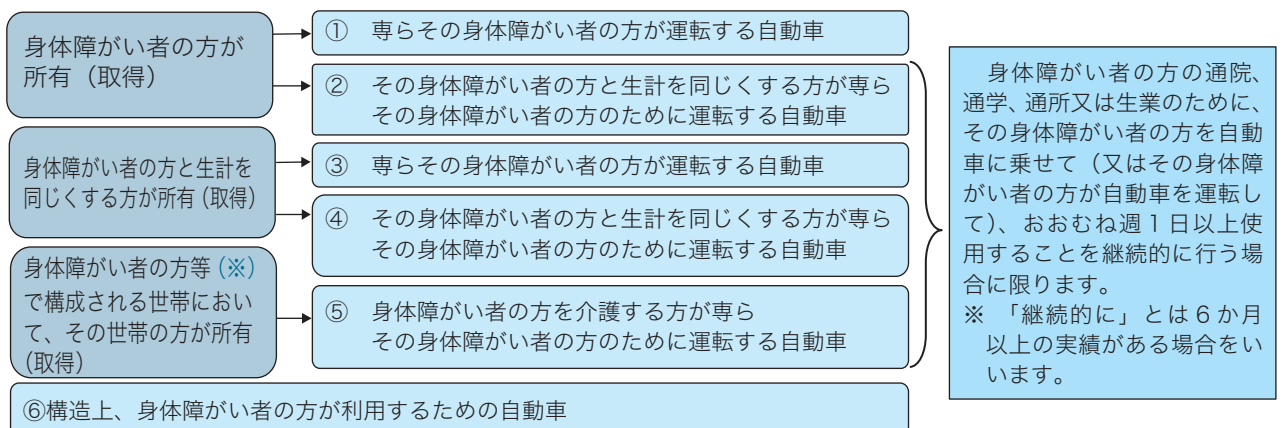 身体障がい者の方が
所有（取得）
① 専らその身体障がい者の方が運転する自動車
② その身体障がい者の方と生計を同じくする方が専ら
その身体障がい者の方のために運転する自動車
身体障がい者の方と生計を
同じくする方が所有（取得）
③ 専らその身体障がい者の方が運転する自動車
④ その身体障がい者の方と生計を同じくする方が専ら
その身体障がい者の方のために運転する自動車
身体障がい者の方等（※）
で構成される世帯におい
て、その世帯の方が所有
（取得）
⑤ 身体障がい者の方を介護する方が専ら
その身体障がい者の方のために運転する自動車
⑥構造上、身体障がい者の方が利用するための自動車
身体障がい者の方の通院、
通学、通所又は生業のために、
その身体障がい者の方を自動
車に乗せて（又はその身体障
がい者の方が自動車を運転し
て）、おおむね週１日以上使
用することを継続的に行う場
合に限ります。
※ 「継続的に」とは６か月
以上の実績がある場合をい
います。